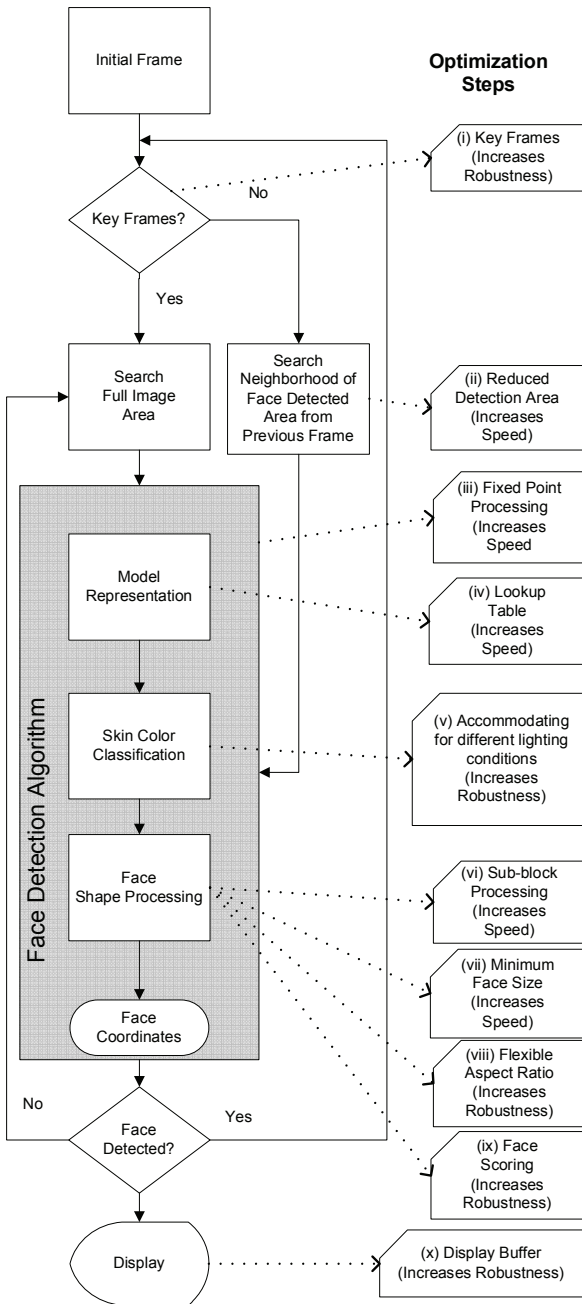 Initial Frame
Optimization
Steps
(i) Key Frames
(Increases
Robustness)
Key Frames?
No
Yes
Search
Full Image
Area
Search
Neighborhood of
Face Detected
Area from
Previous Frame
(ii) Reduced
Detection Area
(Increases
Speed)
(iii) Fixed Point
Processing
(Increases
Speed
Face Detection Algorithm
Model
Representation
(iv) Lookup
Table
(Increases
Speed)
Skin Color
Classification
(v) Accommodating
for different lighting
conditions
(Increases
Robustness)
Face
Shape Processing
(vi) Sub-block
Processing
(Increases
Speed)
(vii) Minimum
Face Size
(Increases
Speed)
Face
Coordinates
(viii) Flexible
Aspect Ratio
(Increases
Robustness)
No
Yes
Face
Detected?
(ix) Face
Scoring
(Increases
Robustness)
Display
(x) Display Buffer
(Increases Robustness)